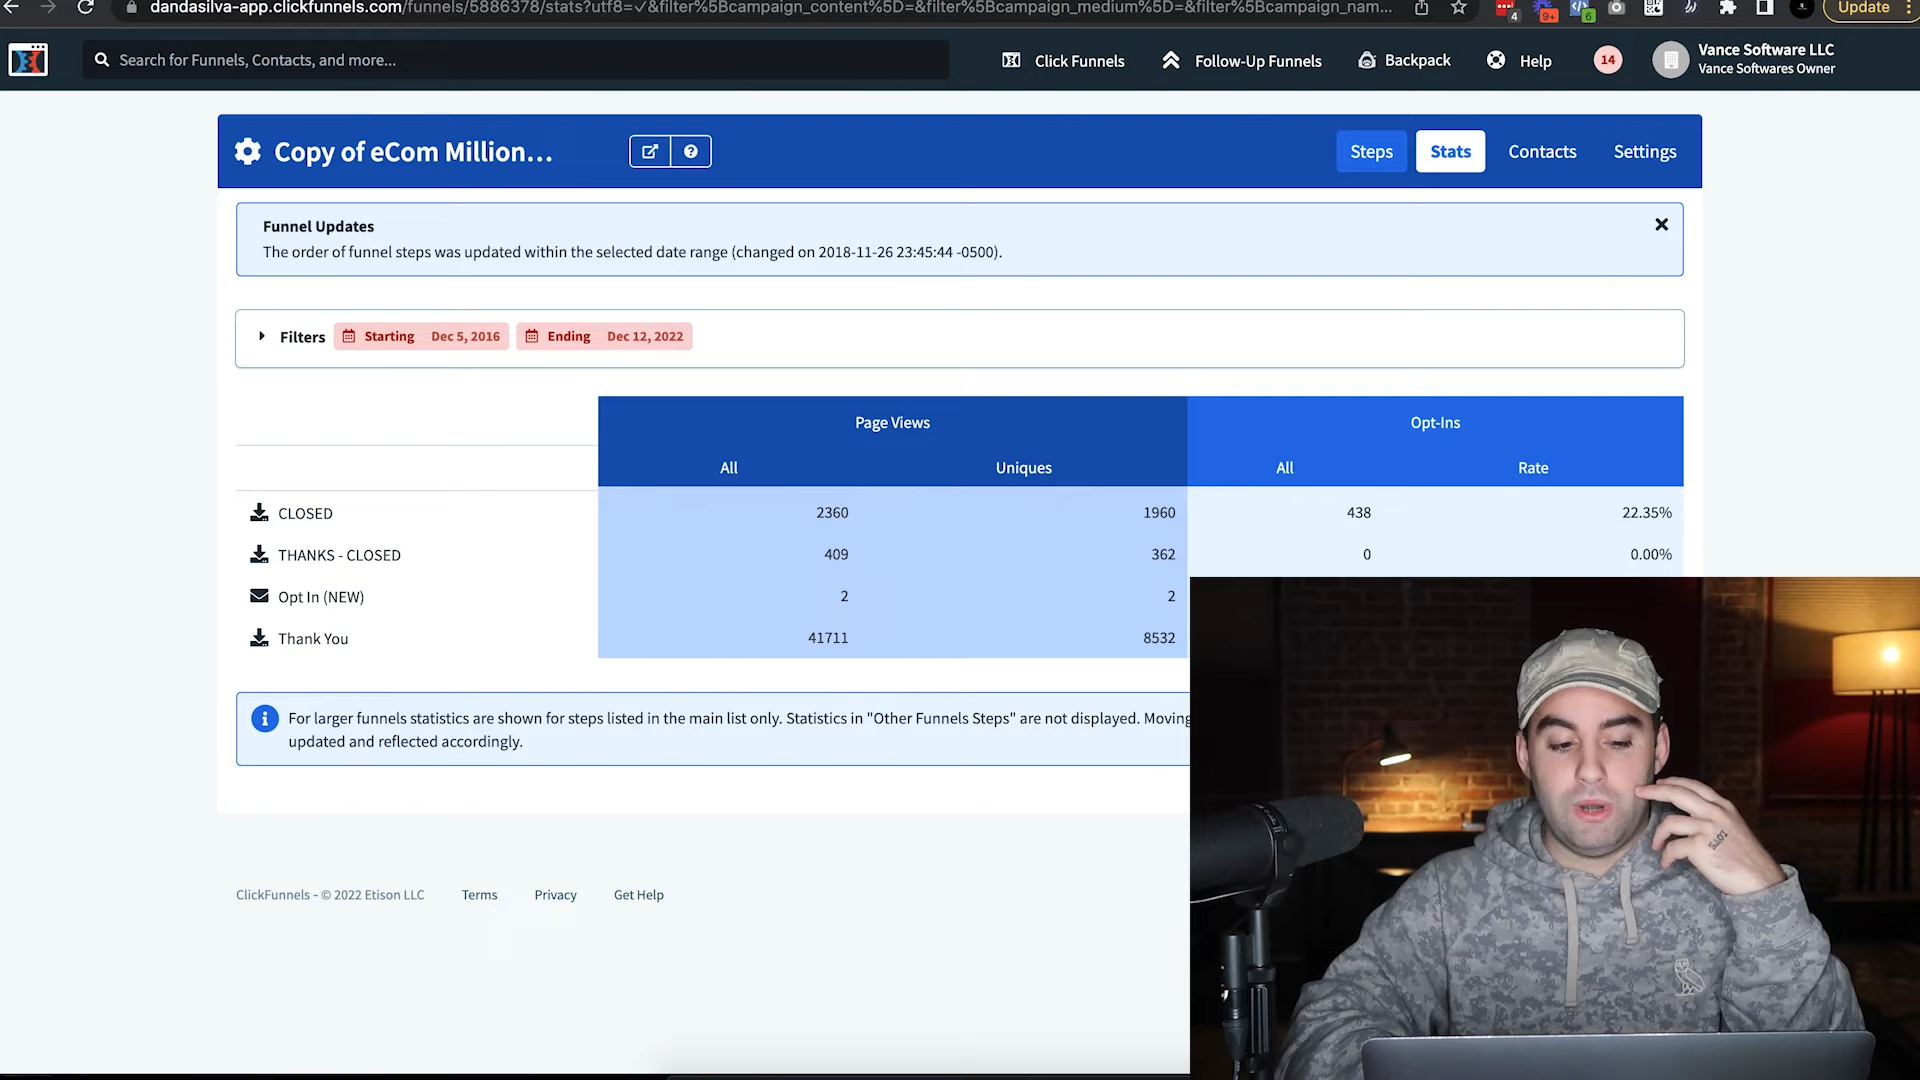 dandasilva-app.clickfunnels.com/funnels/5886378/stats?utf8=✓&filter%5Bcampaign_content%5D=&filter%5Bcampaign_medium%5D=&filter%5Bcampaign_nam...
4
9+
6
Update
Search for Funnels, Contacts, and more...
Click Funnels
Follow-Up Funnels
Backpack
Help
14
Vance Software LLC
Vance Softwares Owner
Copy of eCom Million...
Steps
Stats
Contacts
Settings
Funnel Updates
The order of funnel steps was updated within the selected date range (changed on 2018-11-26 23:45:44 -0500).
Filters Starting Dec 5, 2016 Ending Dec 12, 2022
Page Views Opt-Ins
All Uniques All Rate
CLOSED 2360 1960 438 22.35%
THANKS - CLOSED 409 362 0 0.00%
Opt In (NEW) 2 2
Thank You 41711 8532
For larger funnels statistics are shown for steps listed in the main list only. Statistics in "Other Funnels Steps" are not displayed. Moving
updated and reflected accordingly.
ClickFunnels - © 2022 Etison LLC Terms Privacy Get Help